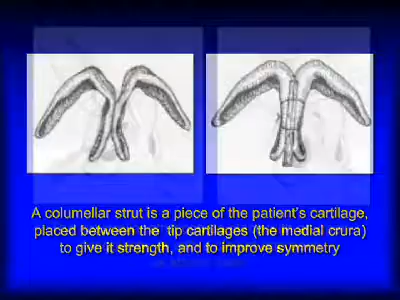 A columellar strut is a piece of the patient's cartilage,
placed between the tip cartilages (the medial crura)
to give it strength, and to improve symmetry